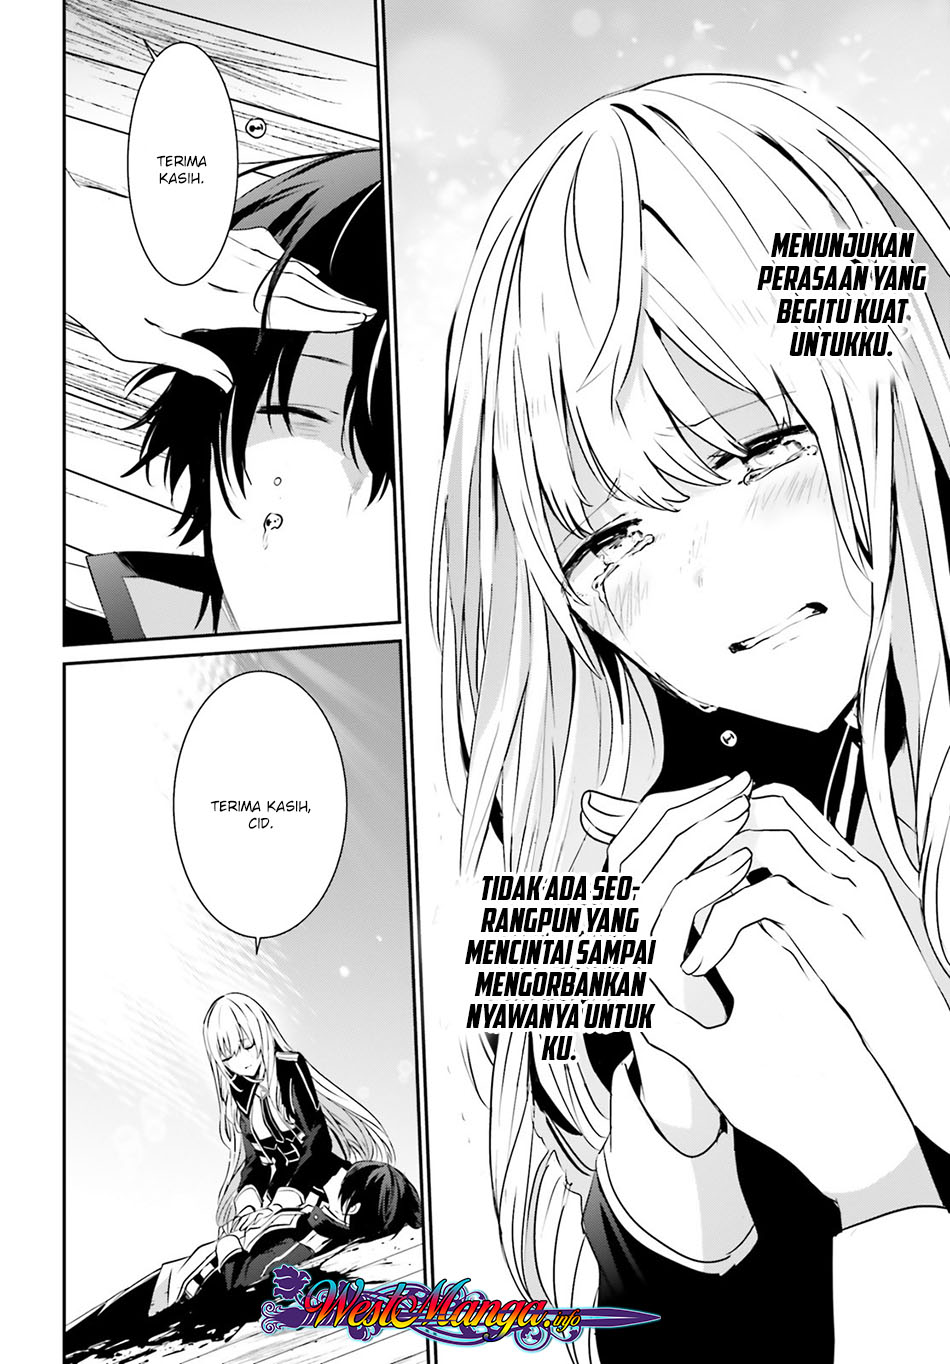 MENUNJUKAN
PERASAAN YANG
BEGITU KUAT
UNTUKKU.
TIDAK ADA SEO-
RANGPUN YANG
MENCINTAI SAMPAI
MENGORBANKAN
NYAWANYA UNTUK
KU.
TERIMA
KASIH.
TERIMA KASIH,
CID.
WestManga.info